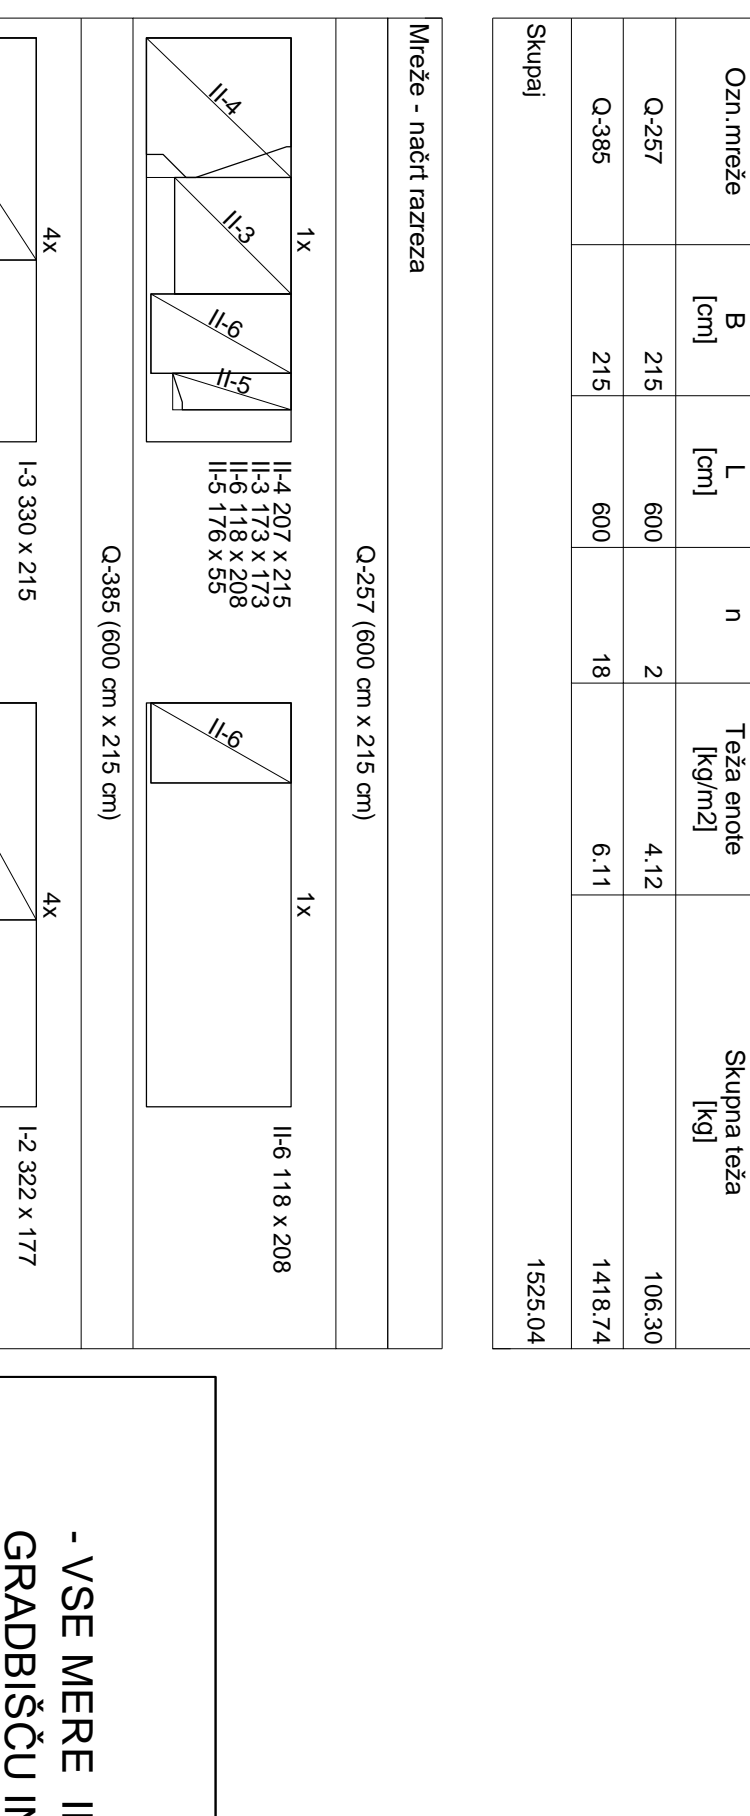 Ozn.mreže B [cm] L [cm] n Teža enote [kg/m2] Skupna teža [kg]
Q-257 215 600 2 4.12 106.30
Q-385 215 600 18 6.11 1418.74
Skupaj 1525.04
Mreže - načrt razreza
Q-257 (600 cm x 215 cm)
1x
II-4
II-3
II-6
II-5
II-4 207 x 215
II-3 173 x 173
II-6 118 x 208
II-5 176 x 55
1x
II-6
II-6 118 x 208
Q-385 (600 cm x 215 cm)
4x
I-3 330 x 215
4x
I-2 322 x 177
- VSE MERE
GRADBIŠČU